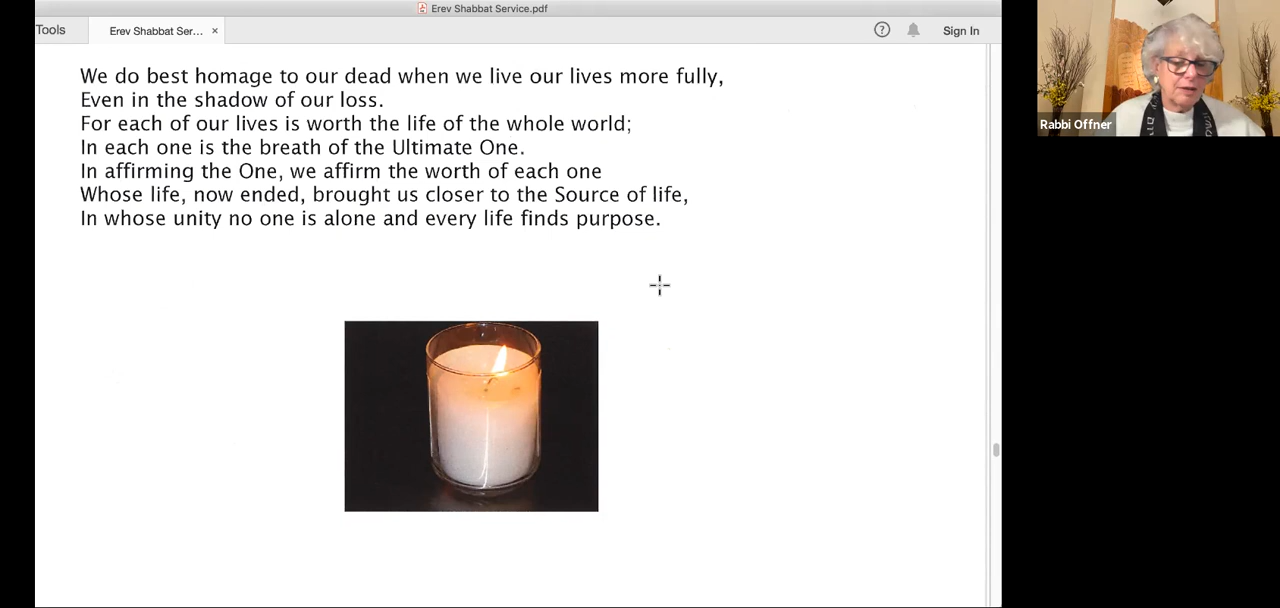 Erev Shabbat Service.pdf
Tools
Erev Shabbat Ser... ×
?
Sign In
We do best homage to our dead when we live our lives more fully,
Even in the shadow of our loss.
For each of our lives is worth the life of the whole world;
In each one is the breath of the Ultimate One.
In affirming the One, we affirm the worth of each one
Whose life, now ended, brought us closer to the Source of life,
In whose unity no one is alone and every life finds purpose.
Rabbi Offner